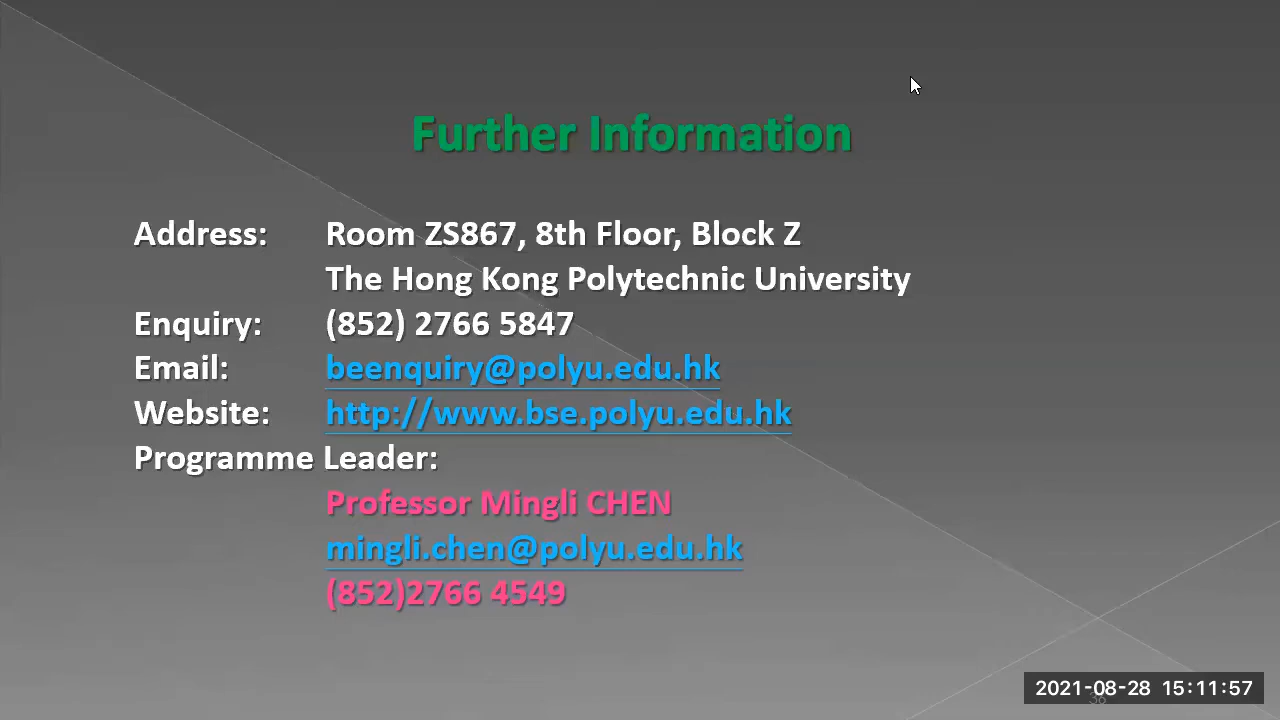 Further Information
Address: Room ZS867, 8th Floor, Block Z
The Hong Kong Polytechnic University
Enquiry: (852) 2766 5847
Email: beenquiry@polyu.edu.hk
Website: http://www.bse.polyu.edu.hk
Programme Leader:
Professor Mingli CHEN
mingli.chen@polyu.edu.hk
(852)2766 4549
2021-08-28 15:11:57